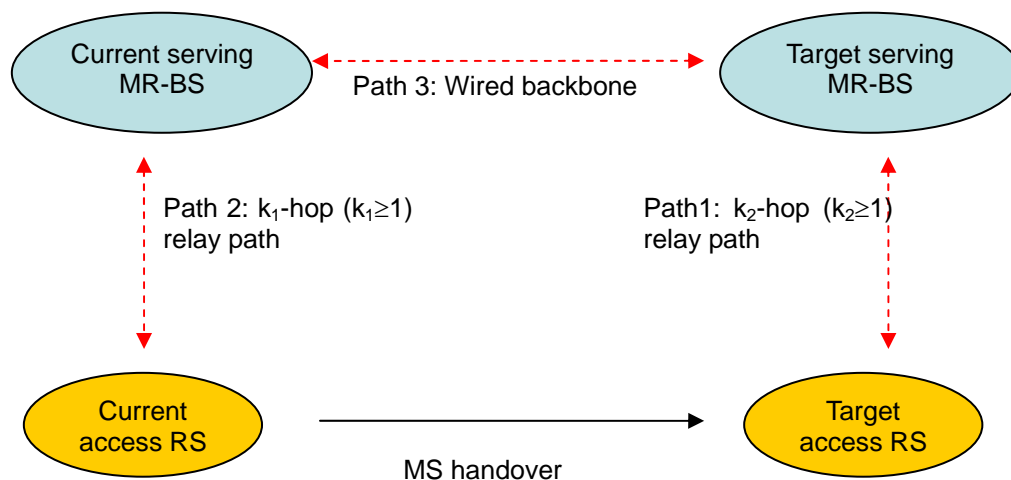 Current serving
MR-BS
Target serving
MR-BS
Path 3: Wired backbone
Path 2: k₁-hop (k₁≥1)
relay path
Path1: k₂-hop (k₂≥1)
relay path
Current
access RS
Target
access RS
MS handover